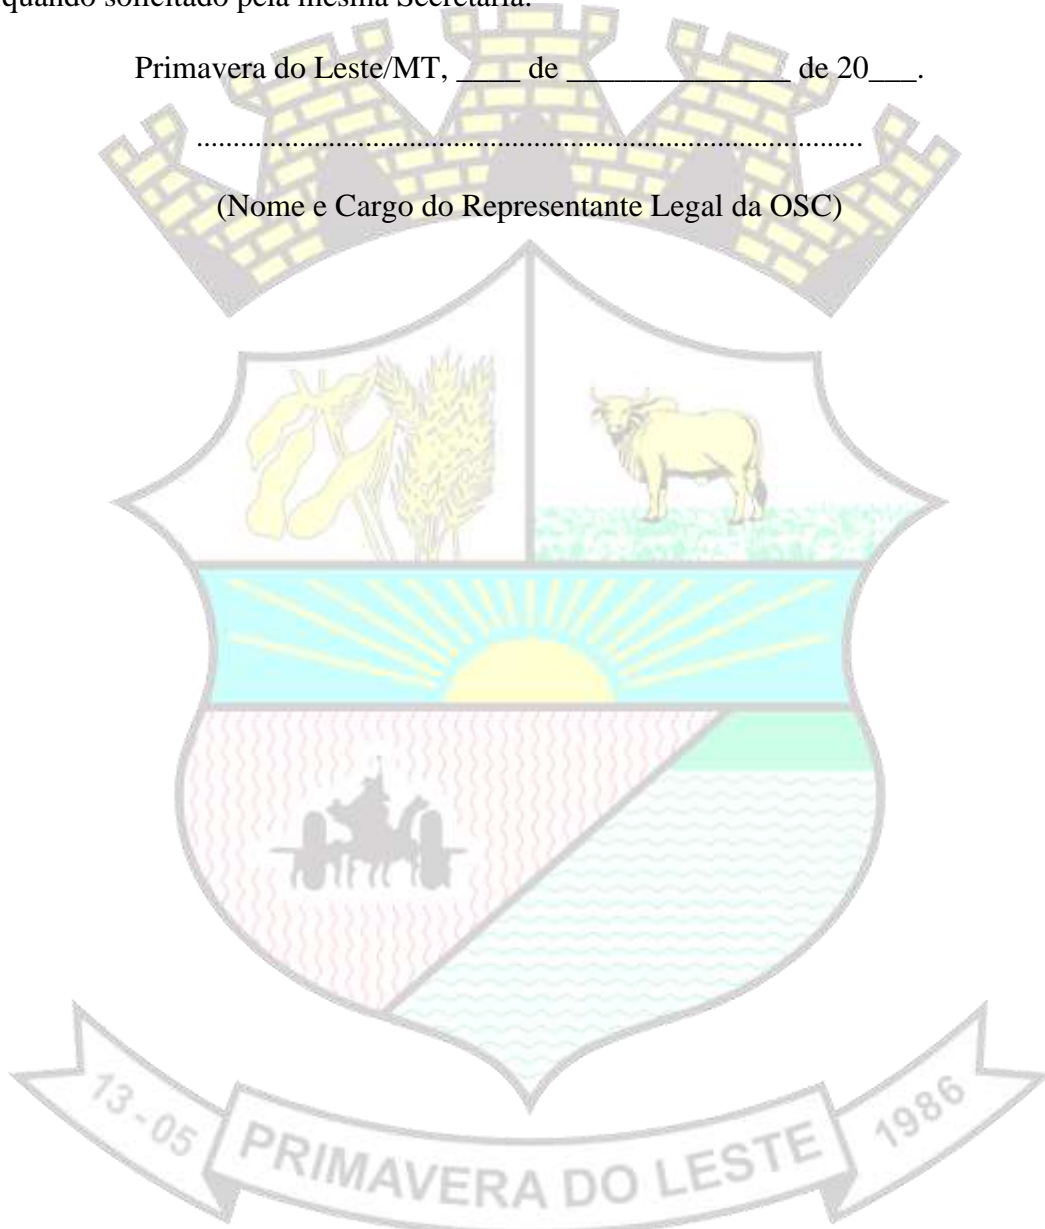 quando solicitado pela mesma Secretaria.
Primavera do Leste/MT, ____ de ______________ de 20___.
...........................................................................................
(Nome e Cargo do Representante Legal da OSC)
13-05
PRIMAVERA DO LESTE
1986